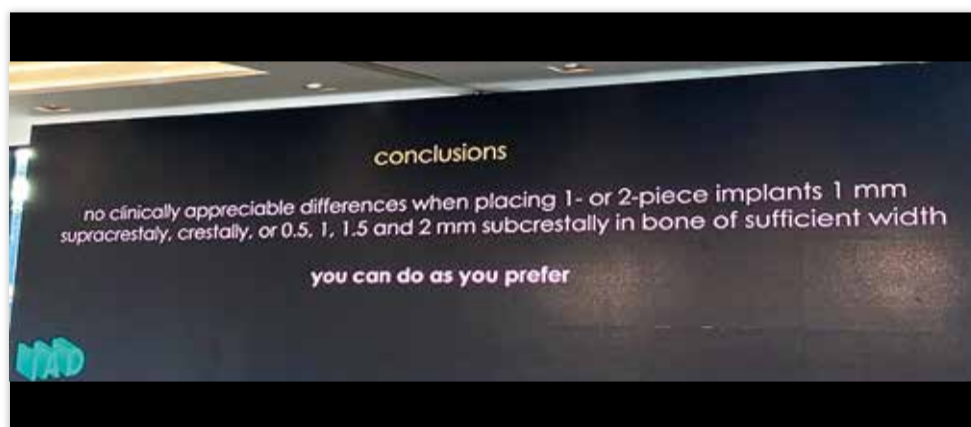 conclusions
no clinically appreciable differences when placing 1- or 2-piece implants 1 mm
supracrestaly, crestally, or 0.5, 1, 1.5 and 2 mm subcrestally in bone of sufficient width
you can do as you prefer
IAD